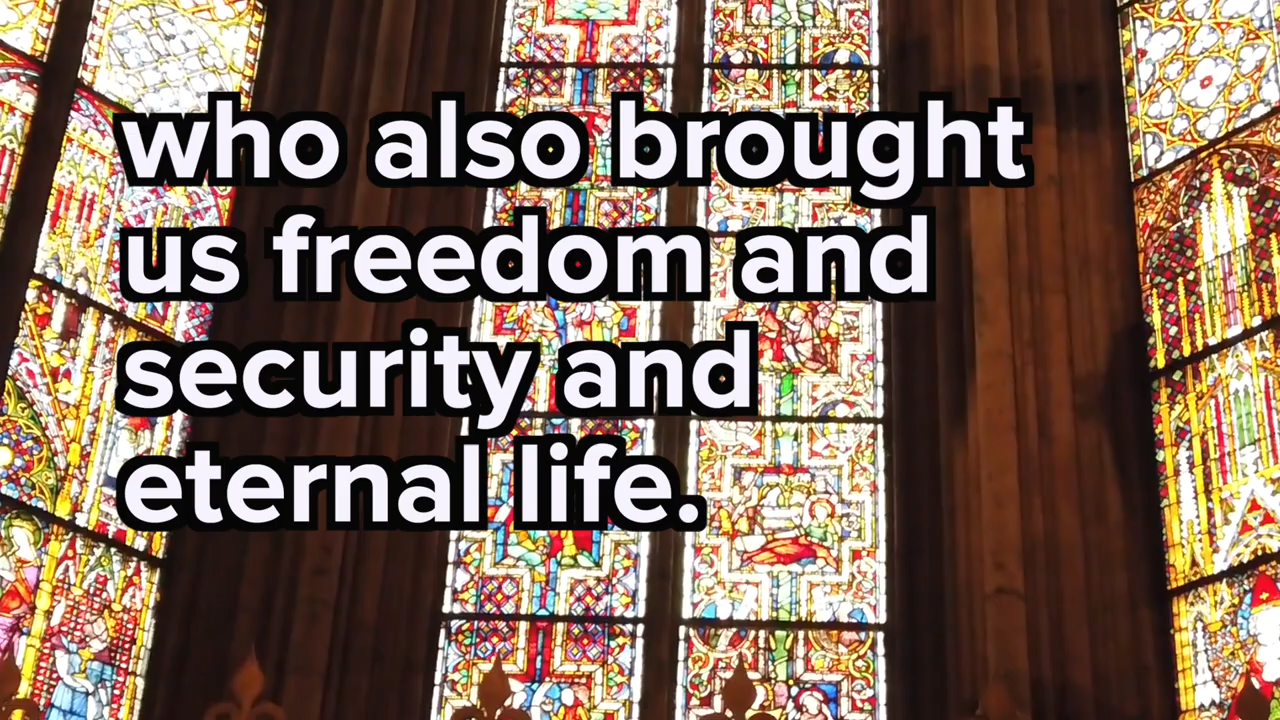 who also brought
us freedom and
security and
eternal life.